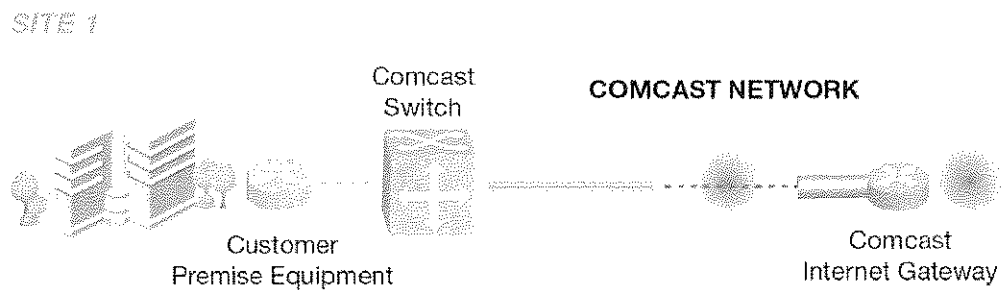 SITE 1
Comcast
Switch
COMCAST NETWORK
Customer
Premise Equipment
Comcast
Internet Gateway